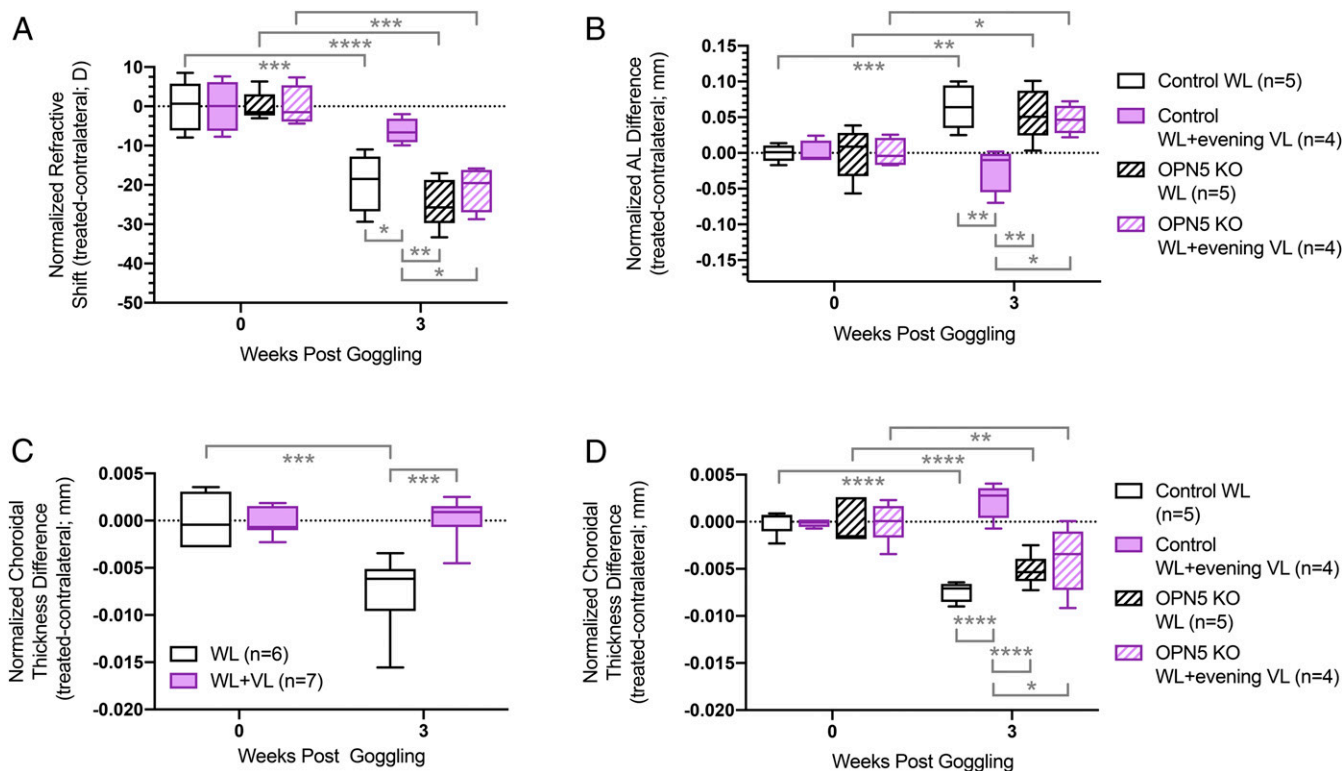 A
Normalized Refractive
Shift (treated-contralateral; D)
10
0
-10
-20
-30
-40
-50
***
****
***
*
**
*
0
3
Weeks Post Goggling
B
Normalized AL Difference
(treated-contralateral; mm)
0.15
0.10
0.05
0.00
-0.05
-0.10
-0.15
*
**
***
**
**
*
0
3
Weeks Post Goggling
Control WL (n=5)
Control
WL+evening VL (n=4)
OPN5 KO
WL (n=5)
OPN5 KO
WL+evening VL (n=4)
C
Normalized Choroidal
Thickness Difference
(treated-contralateral; mm)
0.005
0.000
-0.005
-0.010
-0.015
-0.020
***
***
WL (n=6)
WL+VL (n=7)
0
3
Weeks Post Goggling
D
Normalized Choroidal
Thickness Difference
(treated-contralateral; mm)
0.005
0.000
-0.005
-0.010
-0.015
-0.020
**
****
****
****
****
*
0
3
Weeks Post Goggling
Control WL
(n=5)
Control
WL+evening VL (n=4)
OPN5 KO
WL (n=5)
OPN5 KO
WL+evening VL (n=4)